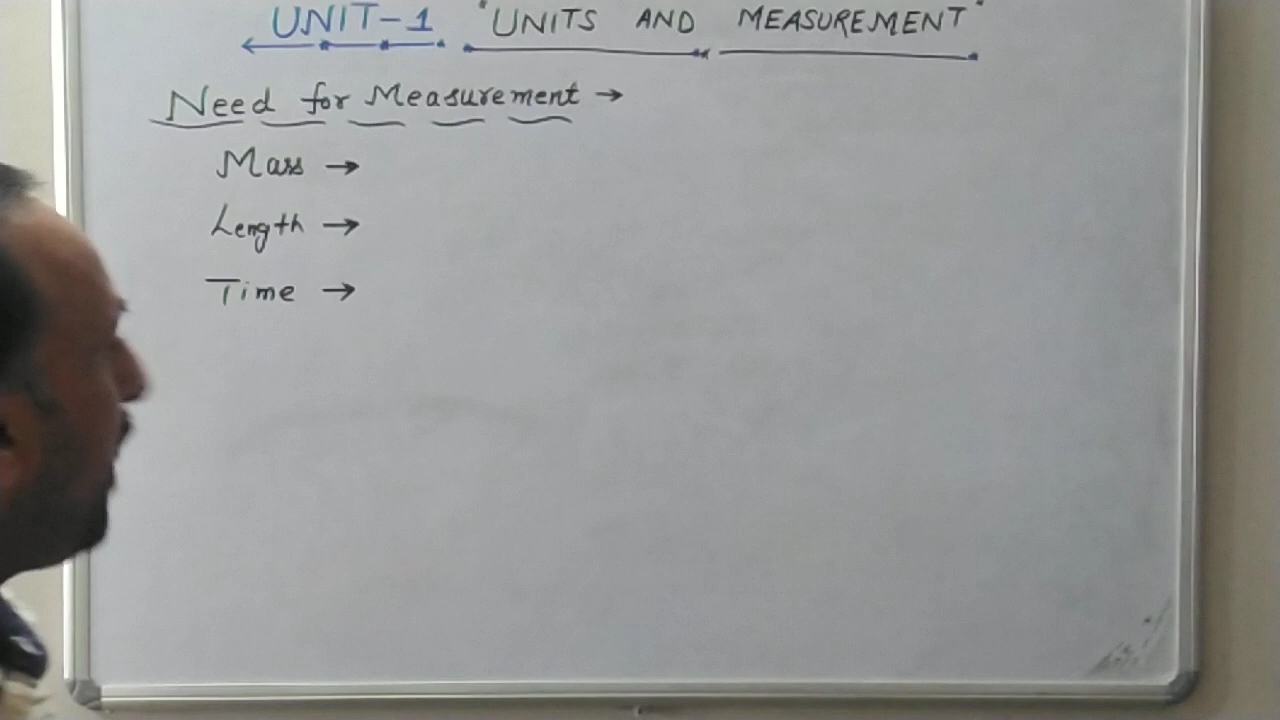 UNIT-1 "UNITS AND MEASUREMENT"
Need for Measurement →
Mass →
Length →
Time →